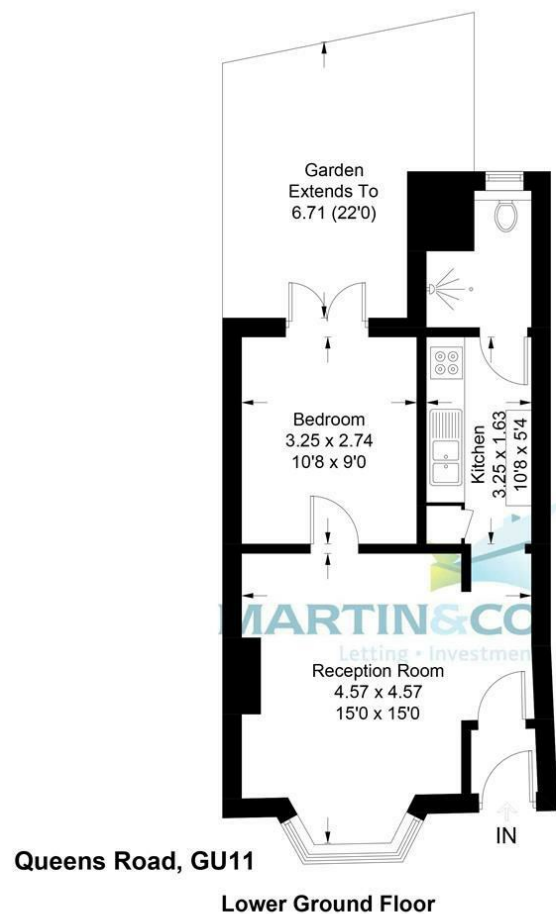 Garden
Extends To
6.71 (22'0)
Bedroom
3.25 x 2.74
10'8 x 9'0
Kitchen
3.25 x 1.63
10'8 x 5'4
MARTIN&CO
Letting • Investment
Reception Room
4.57 x 4.57
15'0 x 15'0
IN
Queens Road, GU11
Lower Ground Floor